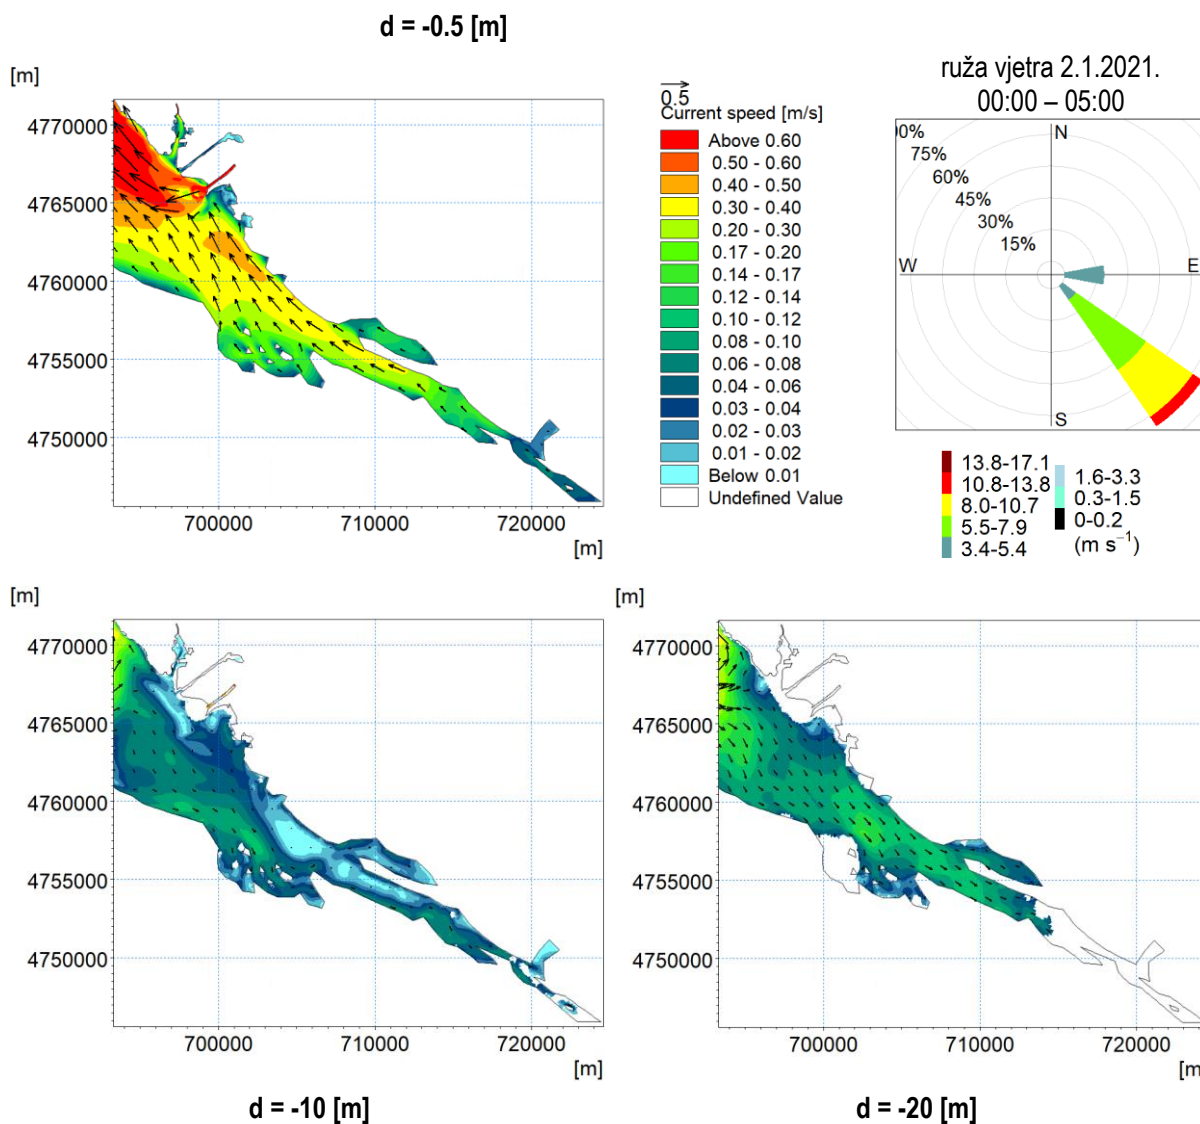 d = -0.5 [m]
[m]
4770000
4765000
4760000
4755000
4750000
700000
710000
720000
[m]
0.5
Current speed [m/s]
Above 0.60
0.50 - 0.60
0.40 - 0.50
0.30 - 0.40
0.20 - 0.30
0.17 - 0.20
0.14 - 0.17
0.12 - 0.14
0.10 - 0.12
0.08 - 0.10
0.06 - 0.08
0.04 - 0.06
0.03 - 0.04
0.02 - 0.03
0.01 - 0.02
Below 0.01
Undefined Value
ruža vjetra 2.1.2021.
00:00 – 05:00
0%
75%
60%
45%
30%
15%
N
W
E
S
13.8-17.1
10.8-13.8
8.0-10.7
5.5-7.9
3.4-5.4
1.6-3.3
0.3-1.5
0-0.2
(m s⁻¹)
[m]
4770000
4765000
4760000
4755000
4750000
700000
710000
720000
[m]
d = -10 [m]
[m]
4770000
4765000
4760000
4755000
4750000
700000
710000
720000
[m
d = -20 [m]